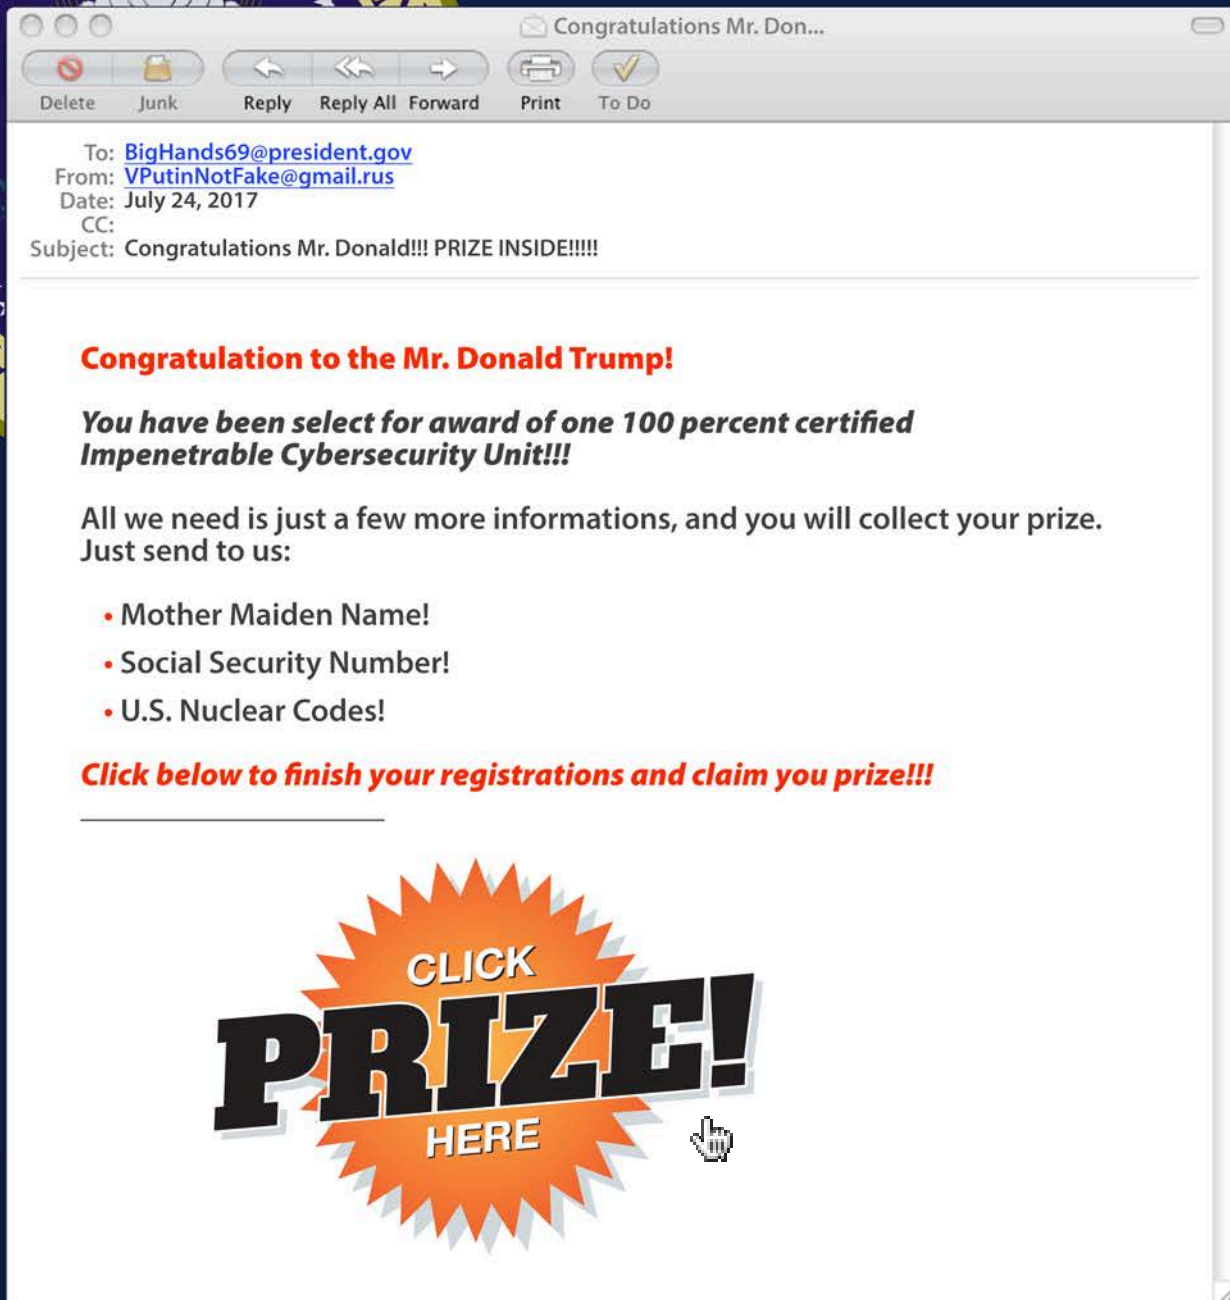 Congratulations Mr. Don...
Delete Junk Reply Reply All Forward Print To Do
To: BigHands69@president.gov
From: VPutinNotFake@gmail.rus
Date: July 24, 2017
CC:
Subject: Congratulations Mr. Donald!!! PRIZE INSIDE!!!!!
Congratulation to the Mr. Donald Trump!
You have been select for award of one 100 percent certified
Impenetrable Cybersecurity Unit!!!
All we need is just a few more informations, and you will collect your prize.
Just send to us:
• Mother Maiden Name!
• Social Security Number!
• U.S. Nuclear Codes!
Click below to finish your registrations and claim you prize!!!
CLICK
PRIZE!
HERE